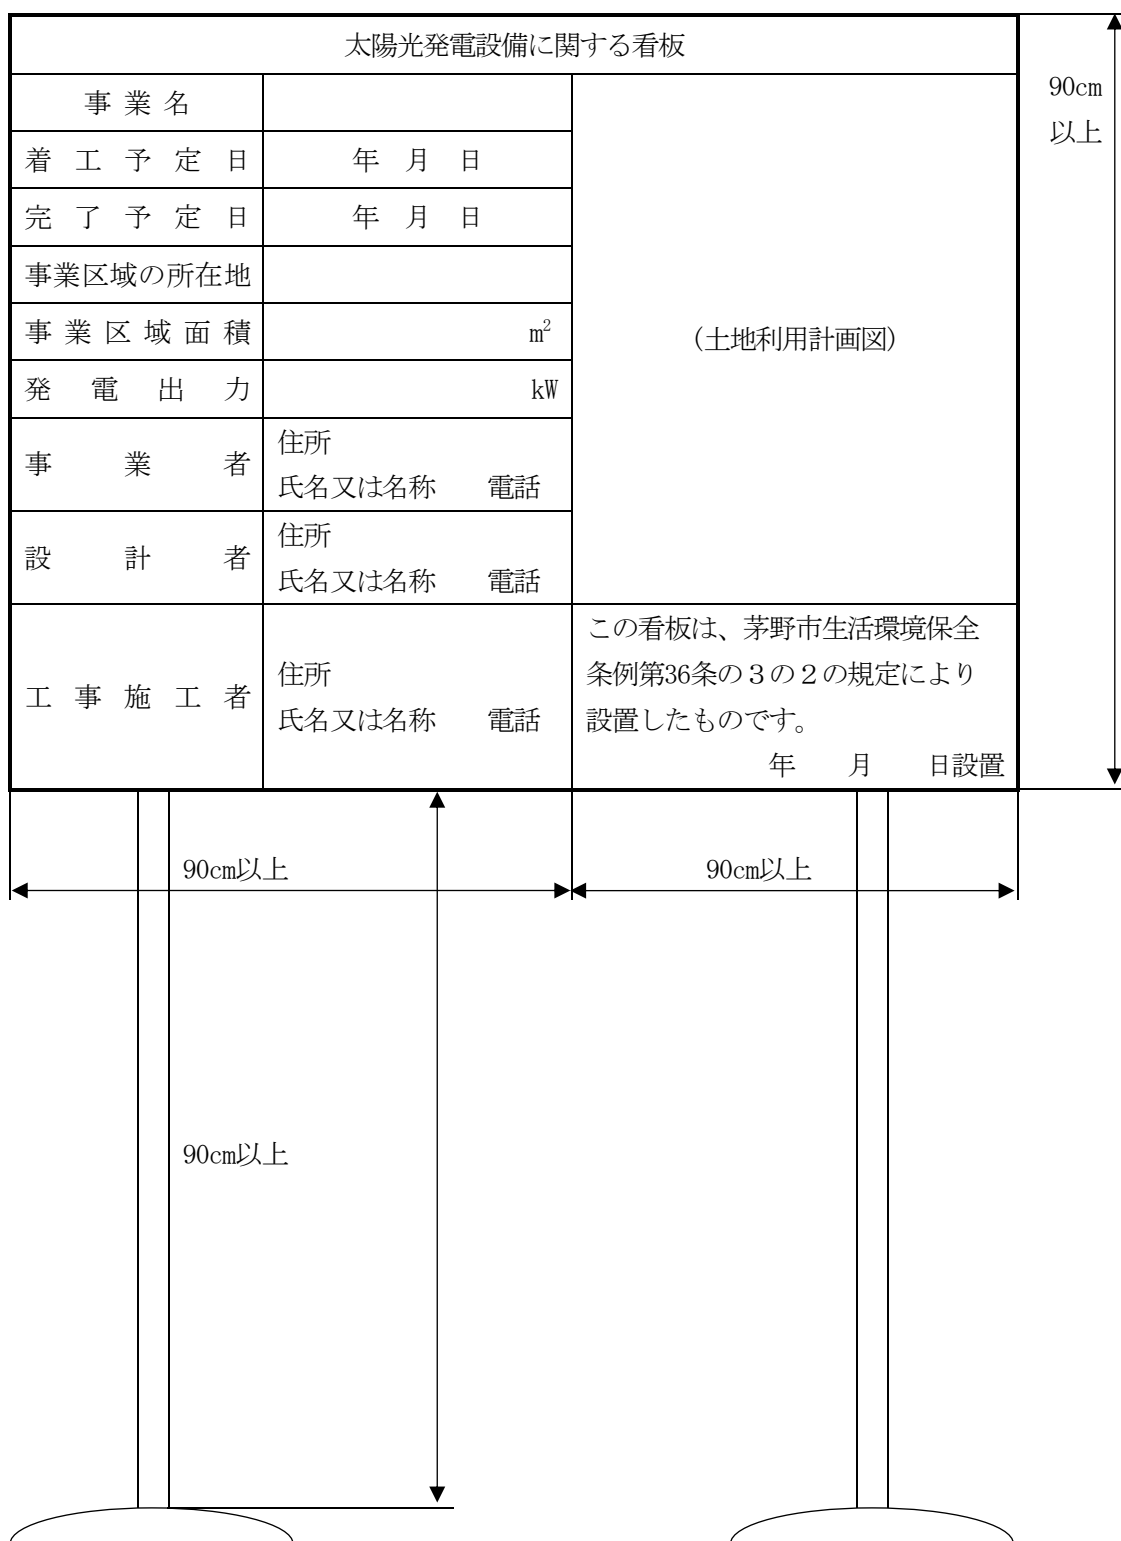 太陽光発電設備に関する看板
事業名
着工予定日 年 月 日
完了予定日 年 月 日
事業区域の所在地
事業区域面積 m²
発電出力 kW
事業者
住所
氏名又は名称 電話
設計者
住所
氏名又は名称 電話
(土地利用計画図)
工事施工者
住所
氏名又は名称 電話
この看板は、茅野市生活環境保全
条例第36条の3の2の規定により
設置したものです。
年 月 日設置
90cm
以上
90cm以上
90cm以上
90cm以上